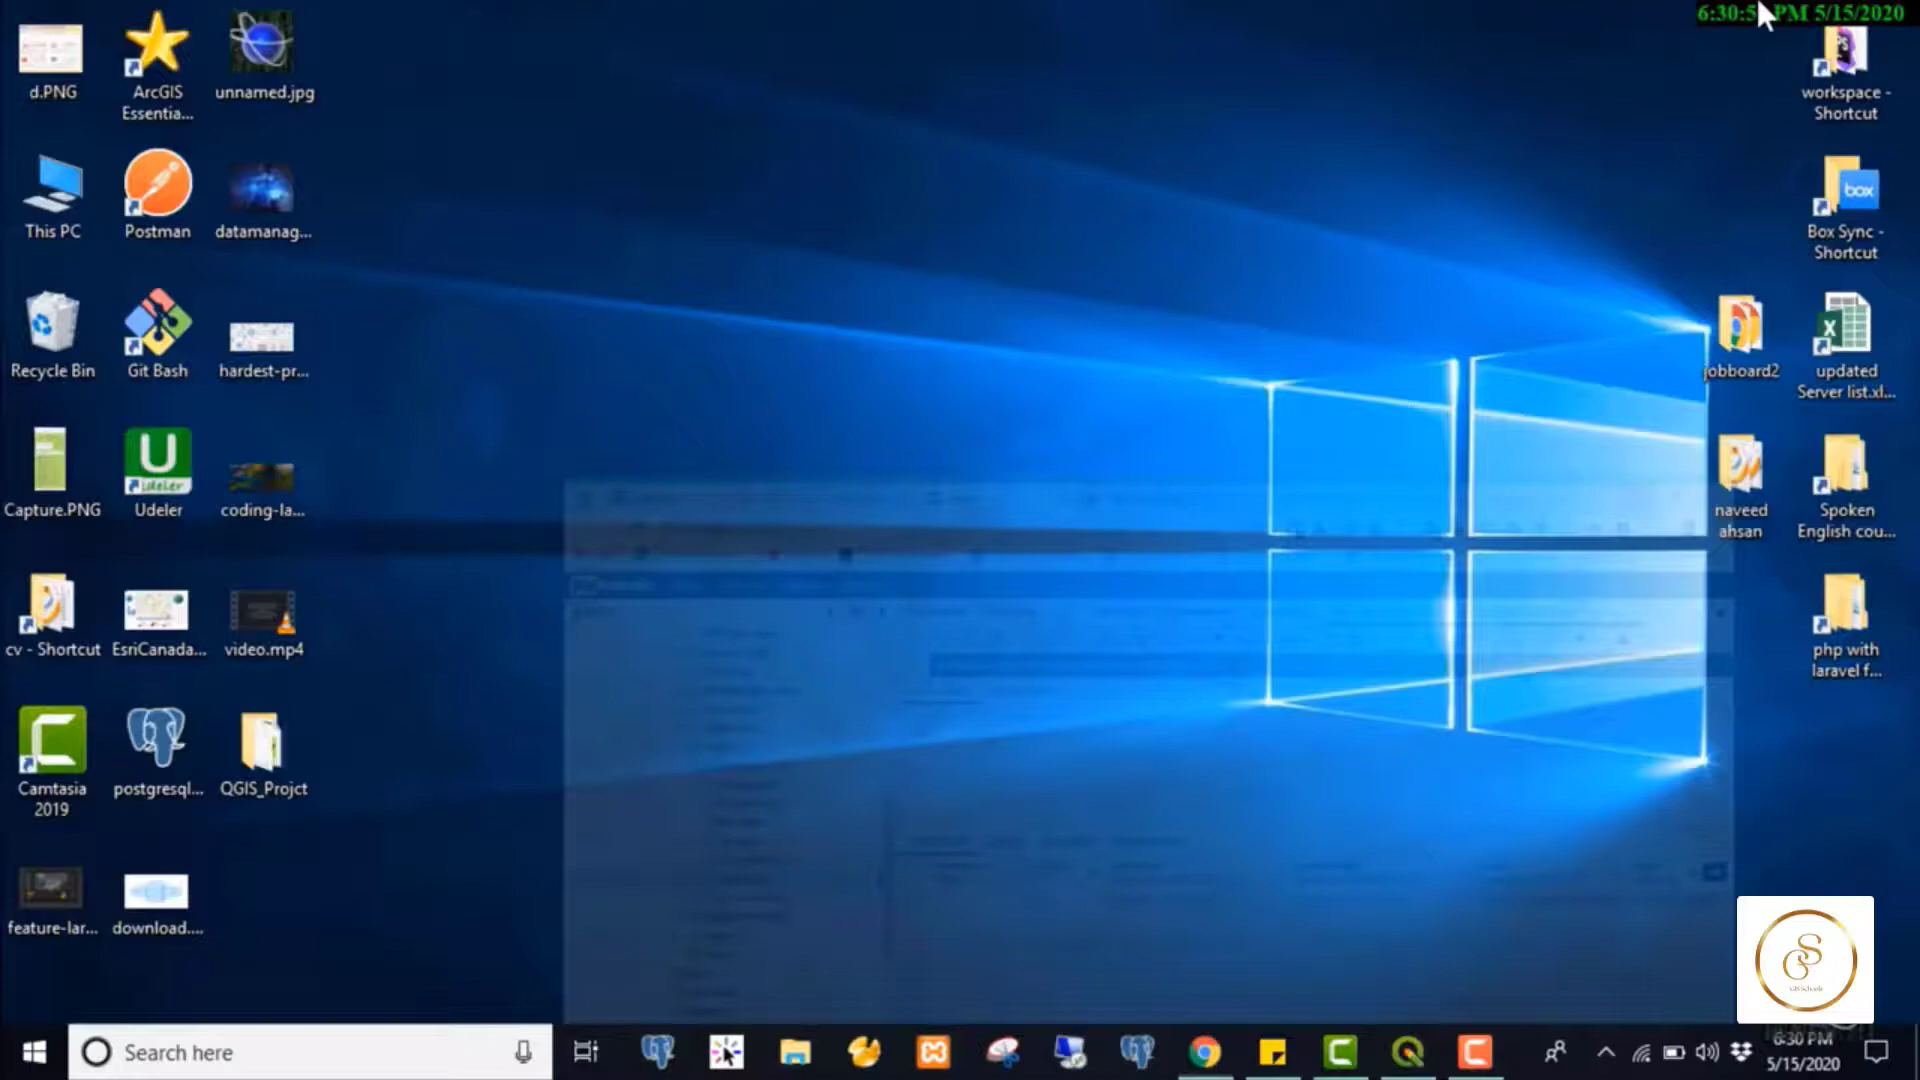 6:30:5 PM 5/15/2020
d.PNG
ArcGIS
Essentia...
unnamed.jpg
workspace -
Shortcut
This PC
Postman
datamanag...
box
Box Sync -
Shortcut
Recycle Bin
Git Bash
hardest-pr...
jobboard2
updated
Server list.xl...
Capture.PNG
U
Udeler
Udeler
coding-la...
naveed
ahsan
Spoken
English cou...
cv - Shortcut
EsriCanada...
video.mp4
php with
laravel f...
Camtasia
2019
postgresql...
QGIS_Projct
feature-lar...
download....
Search here
6:30 PM
5/15/2020